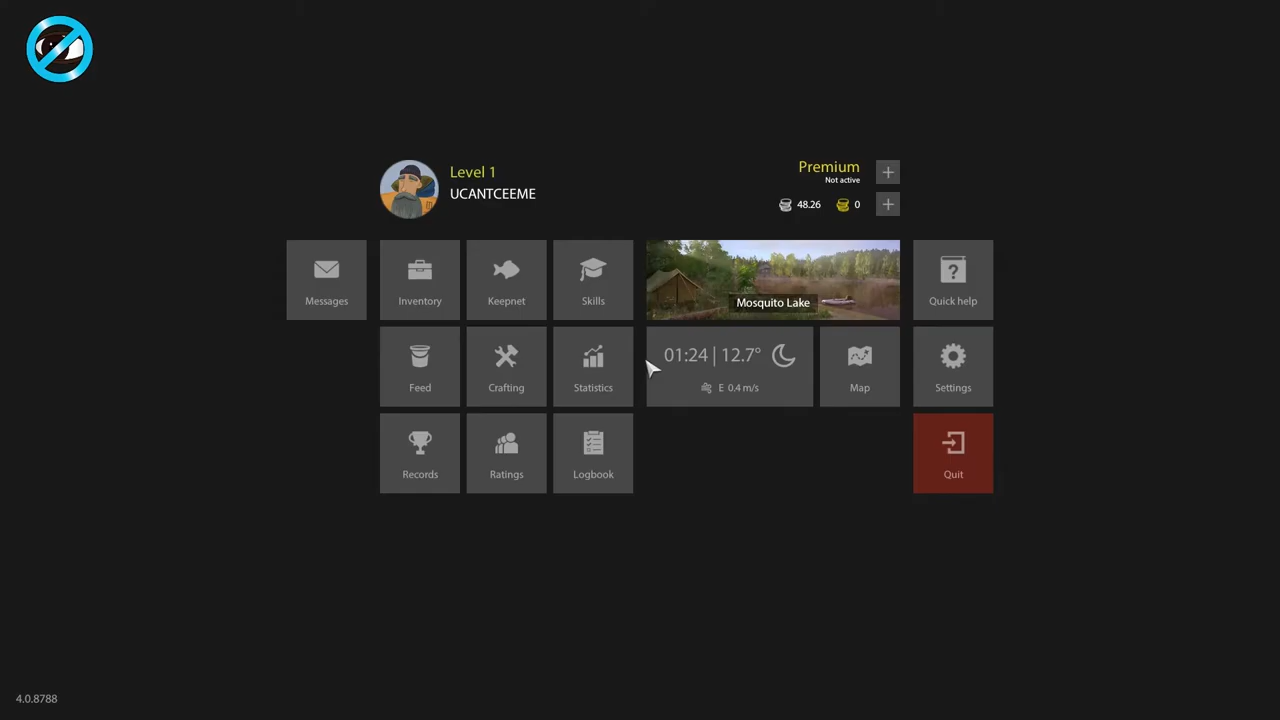 Level 1
UCANTCEEME
Premium
Not active
48.26 0
Messages
Inventory
Keepnet
Skills
Mosquito Lake
Quick help
Feed
Crafting
Statistics
01:24 | 12.7°
E 0.4 m/s
Map
Settings
Records
Ratings
Logbook
Quit
4.0.8788